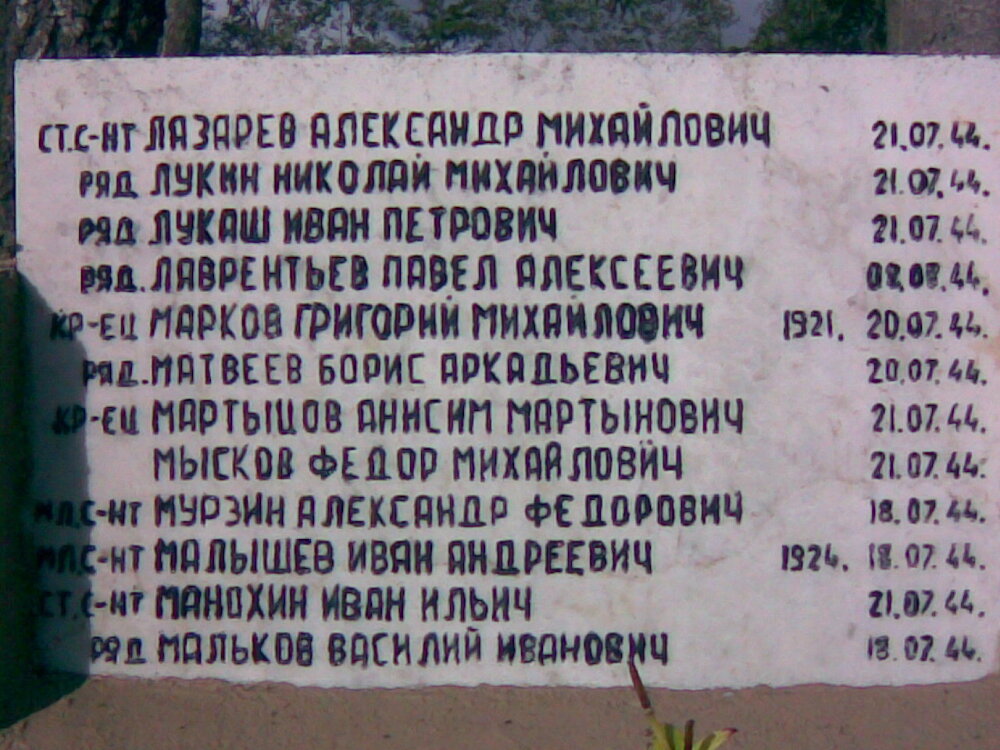 СТ.С-НТ ЛАЗАРЕВ АЛЕКСАНДР МИХАЙЛОВИЧ 21.07.44.
РЯД ЛУКИН НИКОЛАЙ МИХАЙЛОВИЧ 21.07.44.
РЯД ЛУКАШ ИВАН ПЕТРОВИЧ 21.07.44.
РЯД. ЛАВРЕНТЬЕВ ПАВЕЛ АЛЕКСЕЕВИЧ
КР-ЕЦ МАРКОВ ГРИГОРИЙ МИХАЙЛОВИЧ 1921. 20.07.44.
РЯД. МАТВЕЕВ БОРИС АРКАДЬЕВИЧ 20.07.44.
КР-ЕЦ МАРТЫЦОВ АНИСИМ МАРТЫНОВИЧ 21.07.44.
МЫСКОВ ФЕДОР МИХАЙЛОВИЧ 21.07.44.
МЛ.С-НТ МУРЗИН АЛЕКСАНДР ФЕДОРОВИЧ 18.07.44.
МЛ.С-НТ МАЛЫШЕВ ИВАН АНДРЕЕВИЧ 1924. 18.07.44.
СТ.С-НТ МАНОХИН ИВАН ИЛЬИЧ 21.07.44.
РЯД МАЛЬКОВ ВАСИЛИЙ ИВАНОВИЧ 18.07.44.